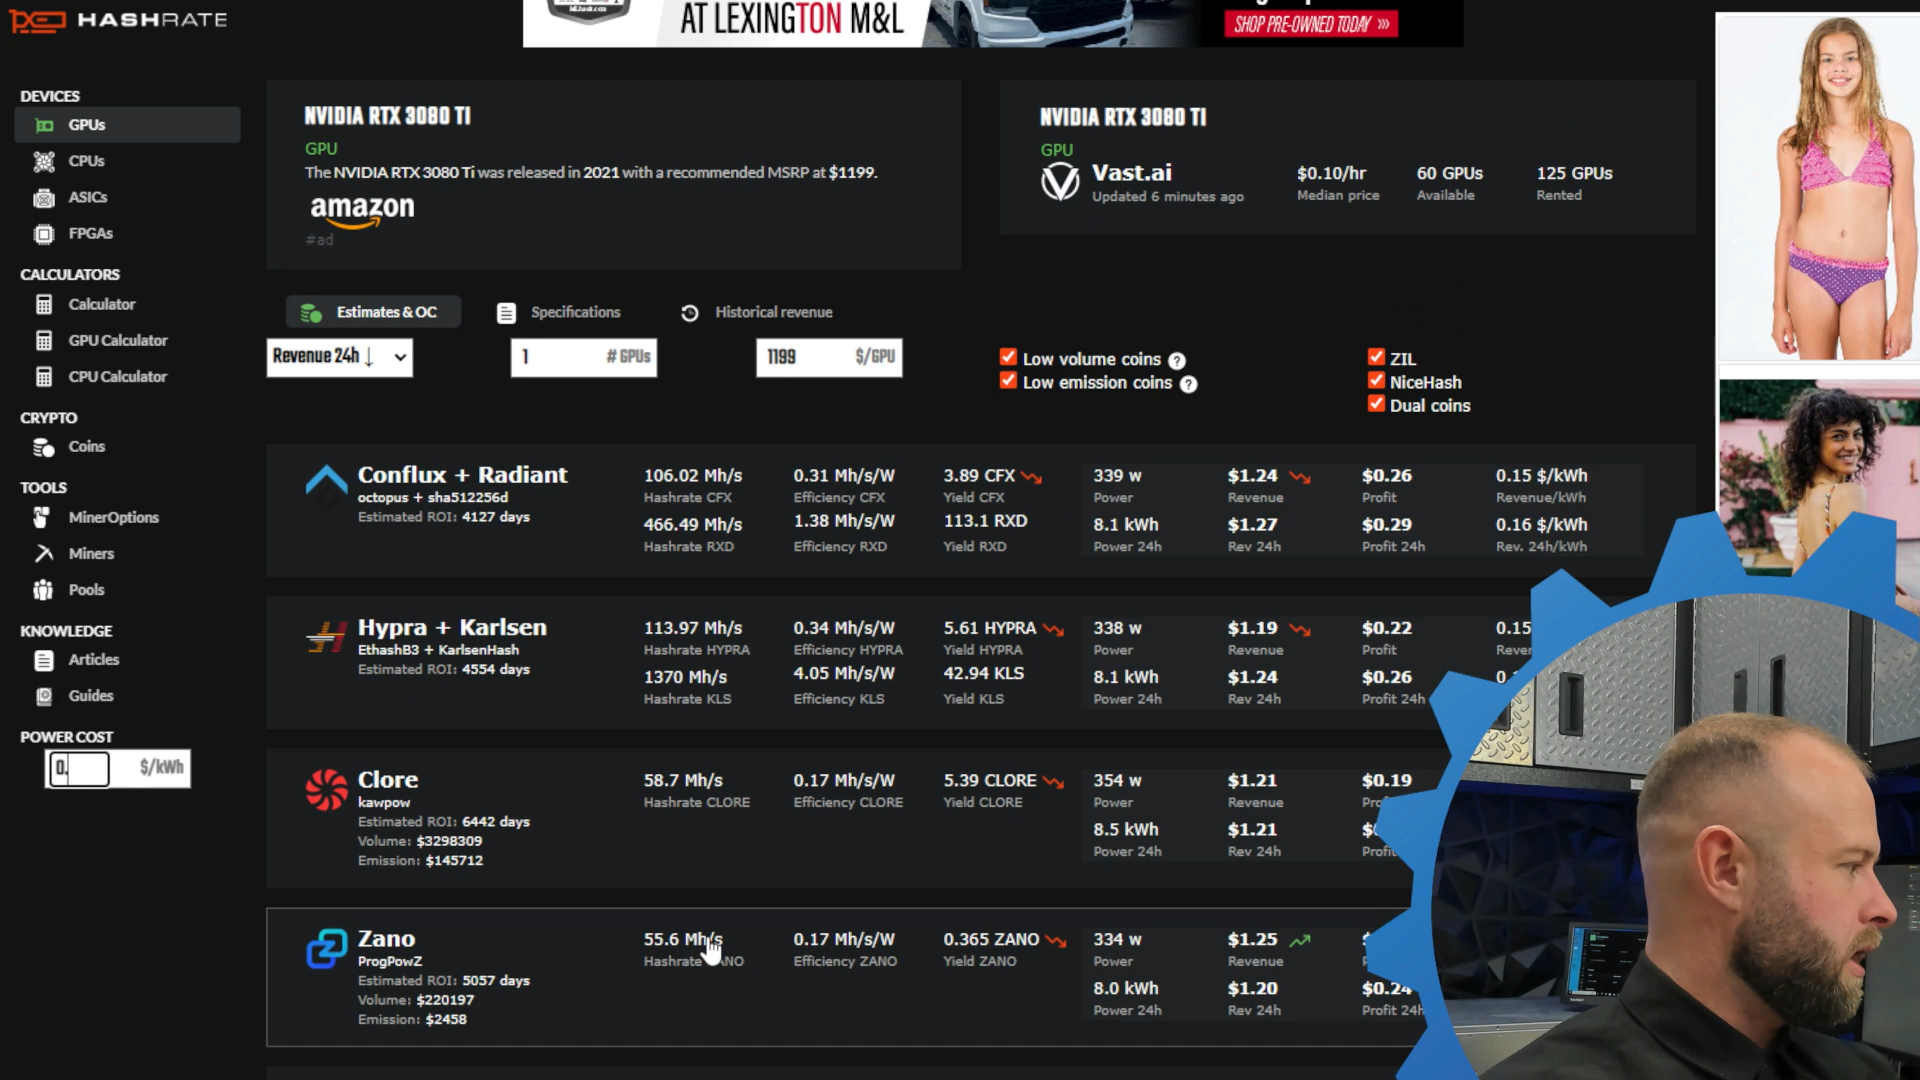 HASHRATE
AT LEXINGTON M&L
SHOP PRE-OWNED TODAY »»
DEVICES
GPUs
CPUs
ASICs
FPGAs
CALCULATORS
Calculator
GPU Calculator
CPU Calculator
CRYPTO
Coins
TOOLS
MinerOptions
Miners
Pools
KNOWLEDGE
Articles
Guides
POWER COST
0. $/kWh
NVIDIA RTX 3080 TI
GPU
The NVIDIA RTX 3080 Ti was released in 2021 with a recommended MSRP at $1199.
amazon
#ad
NVIDIA RTX 3080 TI
GPU
Vast.ai
Updated 6 minutes ago
$0.10/hr
Median price
60 GPUs
Available
125 GPUs
Rented
Estimates & OC Specifications Historical revenue
Revenue 24h ↓ 1 # GPUs 1199 $/GPU
Low volume coins ?
Low emission coins ?
ZIL
NiceHash
Dual coins
Conflux + Radiant
octopus + sha512256d
Estimated ROI: 4127 days
106.02 Mh/s 0.31 Mh/s/W 3.89 CFX 339 w $1.24 $0.26 0.15 $/kWh
Hashrate CFX Efficiency CFX Yield CFX Power Revenue Profit Revenue/kWh
466.49 Mh/s 1.38 Mh/s/W 113.1 RXD 8.1 kWh $1.27 $0.29 0.16 $/kWh
Hashrate RXD Efficiency RXD Yield RXD Power 24h Rev 24h Profit 24h Rev. 24h/kWh
Hypra + Karlsen
EthashB3 + KarlsenHash
Estimated ROI: 4554 days
113.97 Mh/s 0.34 Mh/s/W 5.61 HYPRA 338 w $1.19 $0.22 0.15
Hashrate HYPRA Efficiency HYPRA Yield HYPRA Power Revenue Profit
1370 Mh/s 4.05 Mh/s/W 42.94 KLS 8.1 kWh $1.24 $0.26
Hashrate KLS Efficiency KLS Yield KLS Power 24h Rev 24h Profit 24h
Clore
kawpow
Estimated ROI: 6442 days
Volume: $3298309
Emission: $145712
58.7 Mh/s 0.17 Mh/s/W 5.39 CLORE 354 w $1.21 $0.19
Hashrate CLORE Efficiency CLORE Yield CLORE Power Revenue
8.5 kWh $1.21
Power 24h Rev 24h
Zano
ProgPowZ
Estimated ROI: 5057 days
Volume: $220197
Emission: $2458
55.6 Mh/s 0.17 Mh/s/W 0.365 ZANO 334 w $1.25
Hashrate Efficiency ZANO Yield ZANO Power Revenue
8.0 kWh $1.20 $0.24
Power 24h Rev 24h Profit 24h